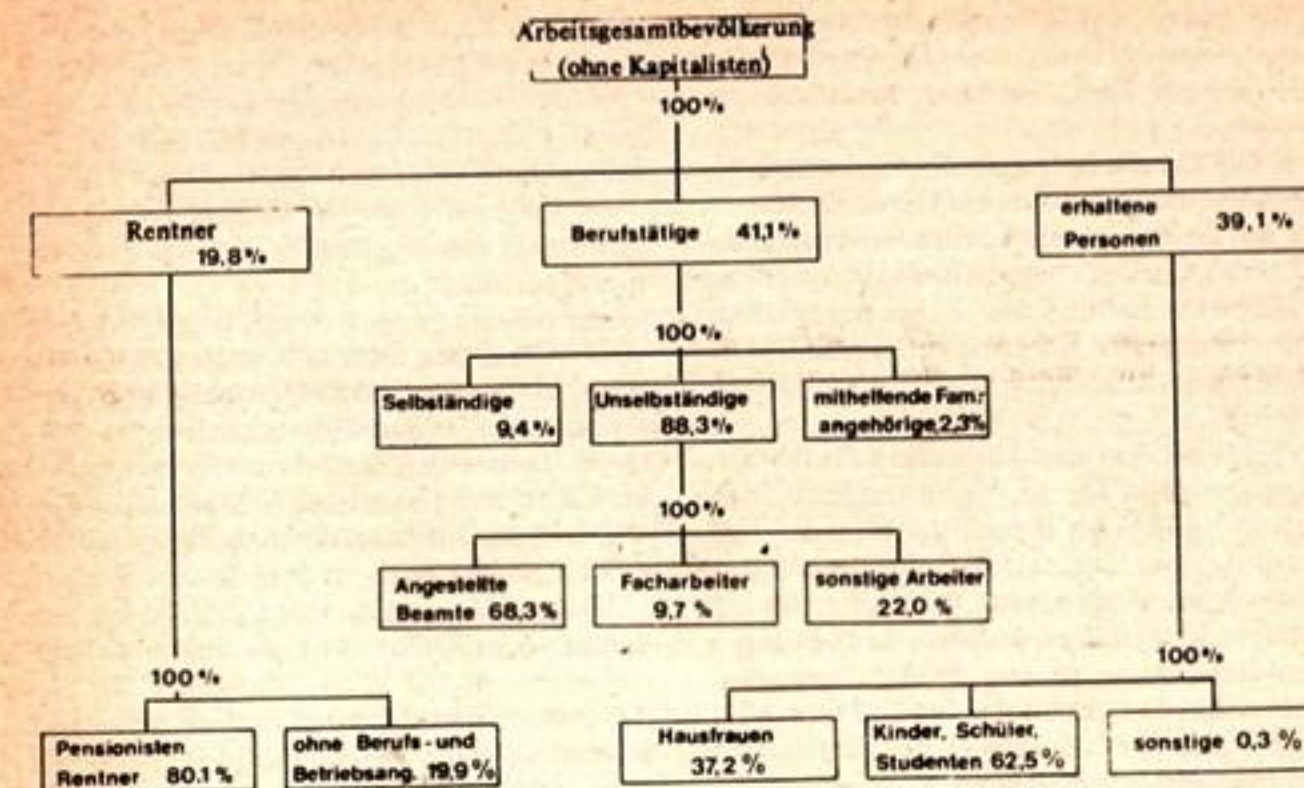 Arbeitsgesamtbevölkerung
(ohne Kapitalisten)
100%
Rentner
19,8%
Berufstätige 41,1%
erhaltene
Personen 39,1%
100%
Selbständige
9,4%
Unselbständige
88,3%
mithelfende Fam.-
angehörige 2,3%
100%
Angestellte
Beamte 68,3%
Facharbeiter
9,7 %
sonstige Arbeiter
22,0 %
100%
100%
Pensionisten
Rentner 80,1 %
ohne Berufs- und
Betriebsang. 19,9 %
Hausfrauen
37,2 %
Kinder, Schüler,
Studenten 62,5 %
sonstige 0,3 %